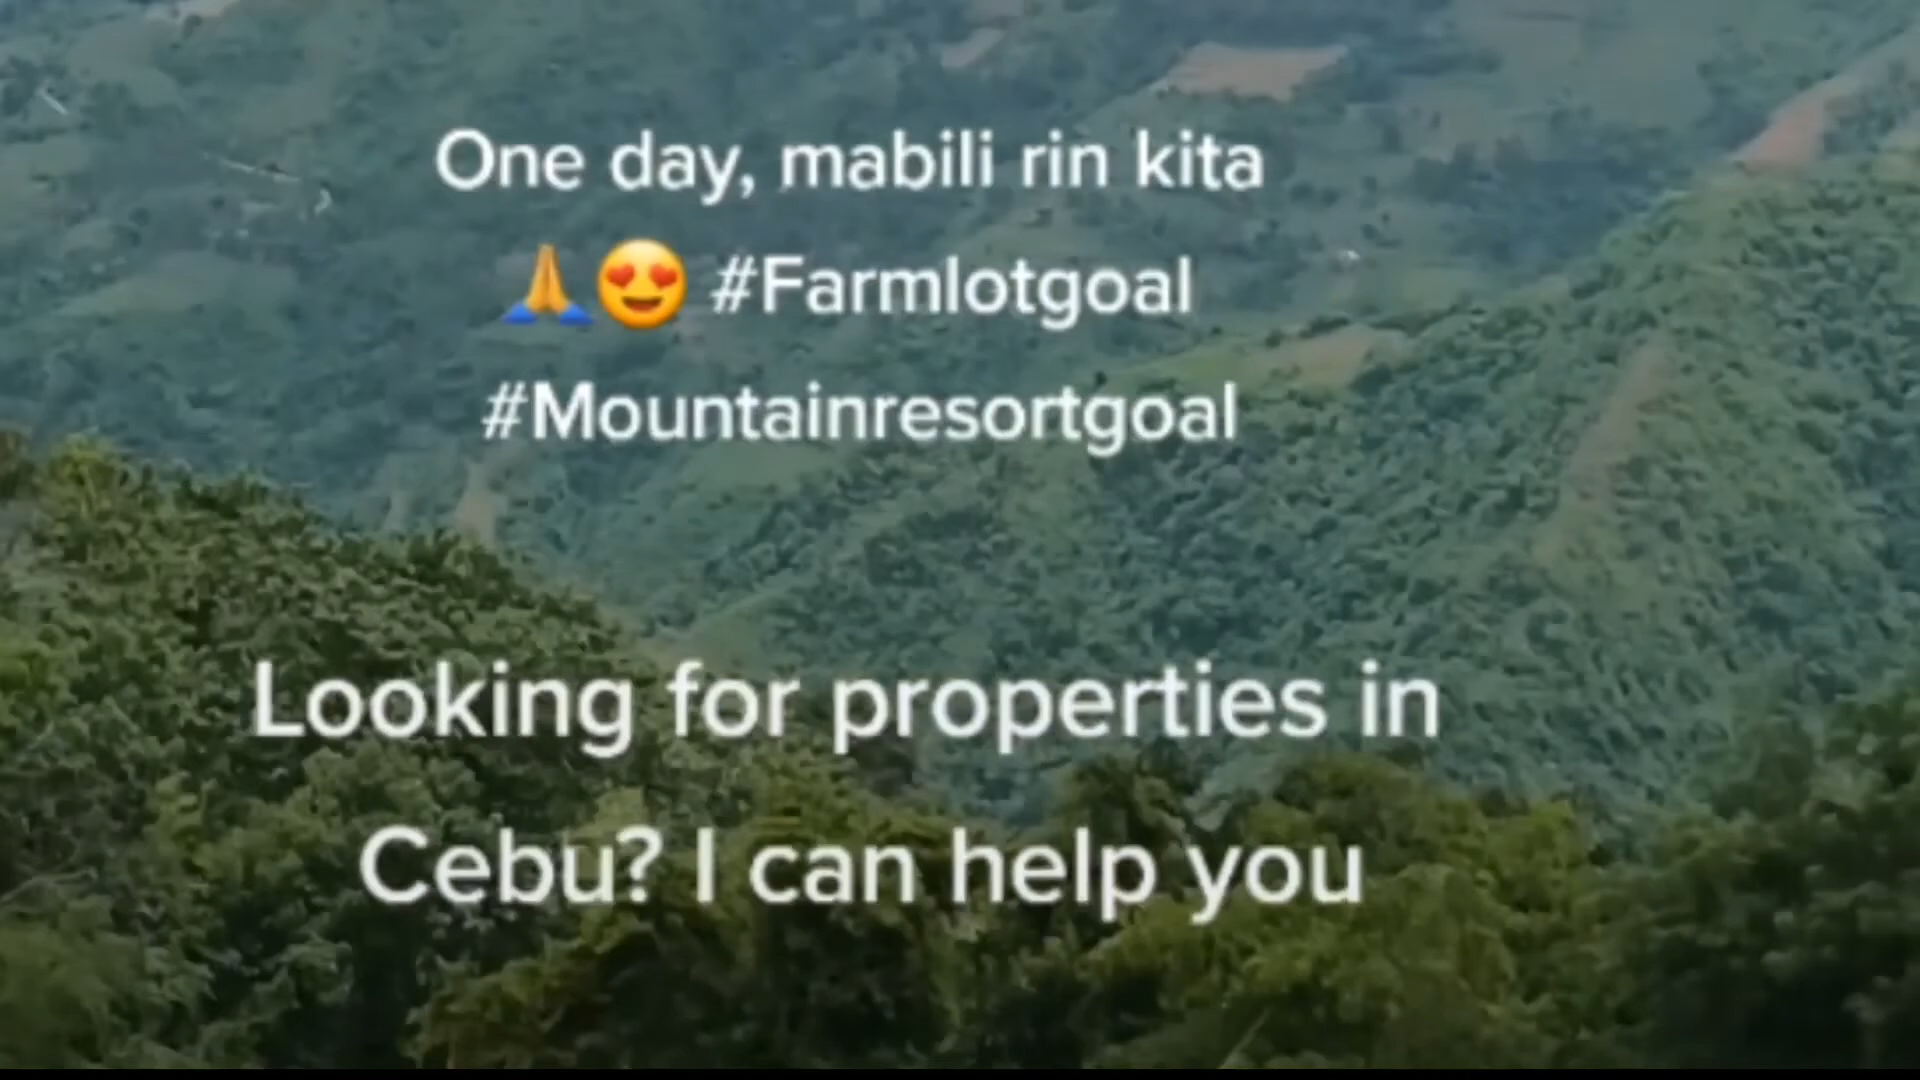 One day, mabili rin kita
🙏😍 #Farmlotgoal
#Mountainresortgoal
Looking for properties in
Cebu? I can help you